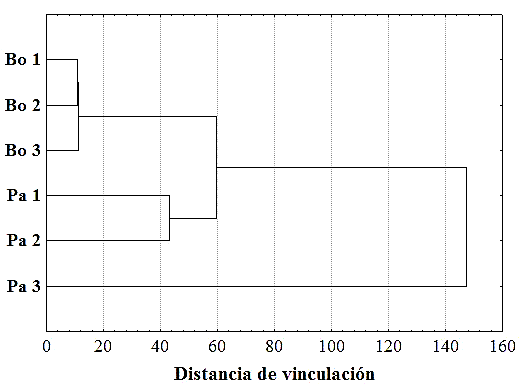 Bo 1
Bo 2
Bo 3
Pa 1
Pa 2
Pa 3
0 20 40 60 80 100 120 140 160
Distancia de vinculación